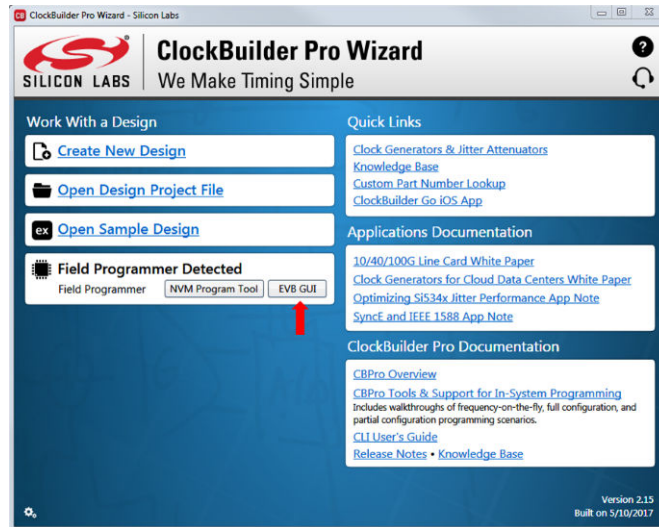 CB ClockBuilder Pro Wizard - Silicon Labs
SILICON LABS
ClockBuilder Pro Wizard
We Make Timing Simple
?
Work With a Design
Create New Design
Open Design Project File
ex Open Sample Design
Field Programmer Detected
Field Programmer NVM Program Tool EVB GUI
Quick Links
Clock Generators & Jitter Attenuators
Knowledge Base
Custom Part Number Lookup
ClockBuilder Go iOS App
Applications Documentation
10/40/100G Line Card White Paper
Clock Generators for Cloud Data Centers White Paper
Optimizing Si534x Jitter Performance App Note
SyncE and IEEE 1588 App Note
ClockBuilder Pro Documentation
CBPro Overview
CBPro Tools & Support for In-System Programming
Includes walkthroughs of frequency-on-the-fly, full configuration, and
partial configuration programming scenarios.
CLI User's Guide
Release Notes • Knowledge Base
Version 2.15
Built on 5/10/2017